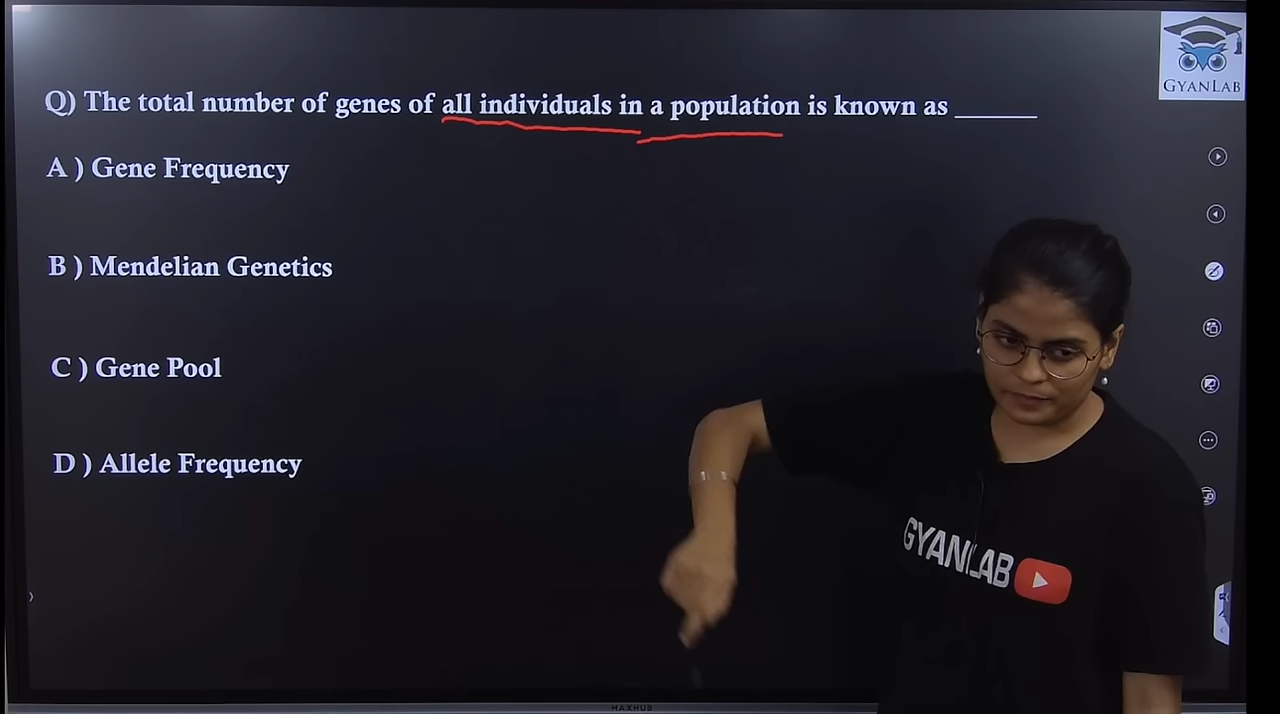 GYANLAB
Q) The total number of genes of all individuals in a population is known as ______
A ) Gene Frequency
B ) Mendelian Genetics
C ) Gene Pool
D ) Allele Frequency
GYANLAB
MAXHUB